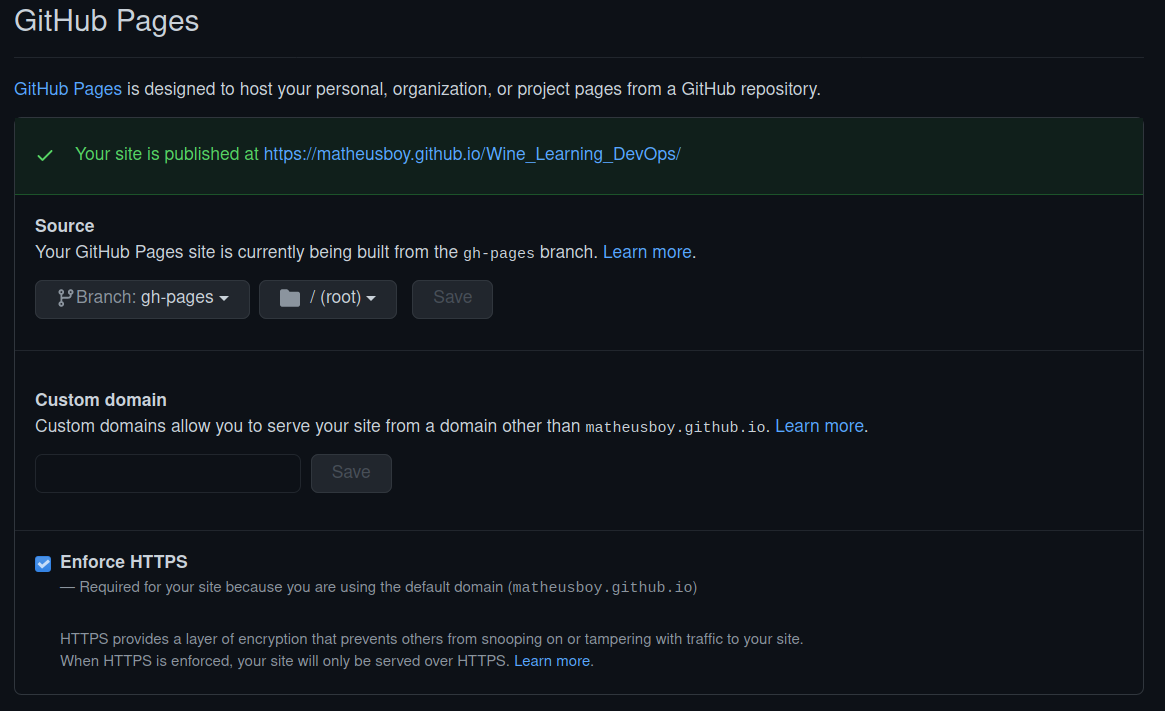 GitHub Pages
GitHub Pages is designed to host your personal, organization, or project pages from a GitHub repository.
Your site is published at https://matheusboy.github.io/Wine_Learning_DevOps/
Source
Your GitHub Pages site is currently being built from the gh-pages branch. Learn more.
Branch: gh-pages / (root) Save
Custom domain
Custom domains allow you to serve your site from a domain other than matheusboy.github.io. Learn more.
Save
Enforce HTTPS
— Required for your site because you are using the default domain (matheusboy.github.io)
HTTPS provides a layer of encryption that prevents others from snooping on or tampering with traffic to your site.
When HTTPS is enforced, your site will only be served over HTTPS. Learn more.